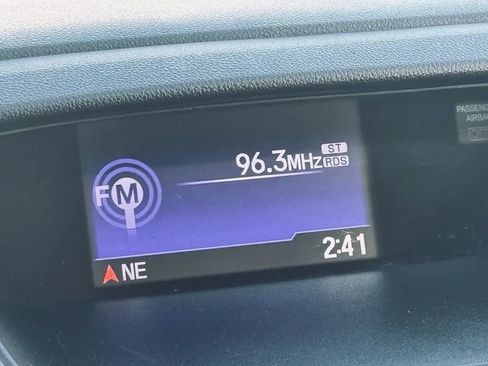 PASSENGER
AIRBAG
96.3MHz ST
RDS
FM
NE 2:41